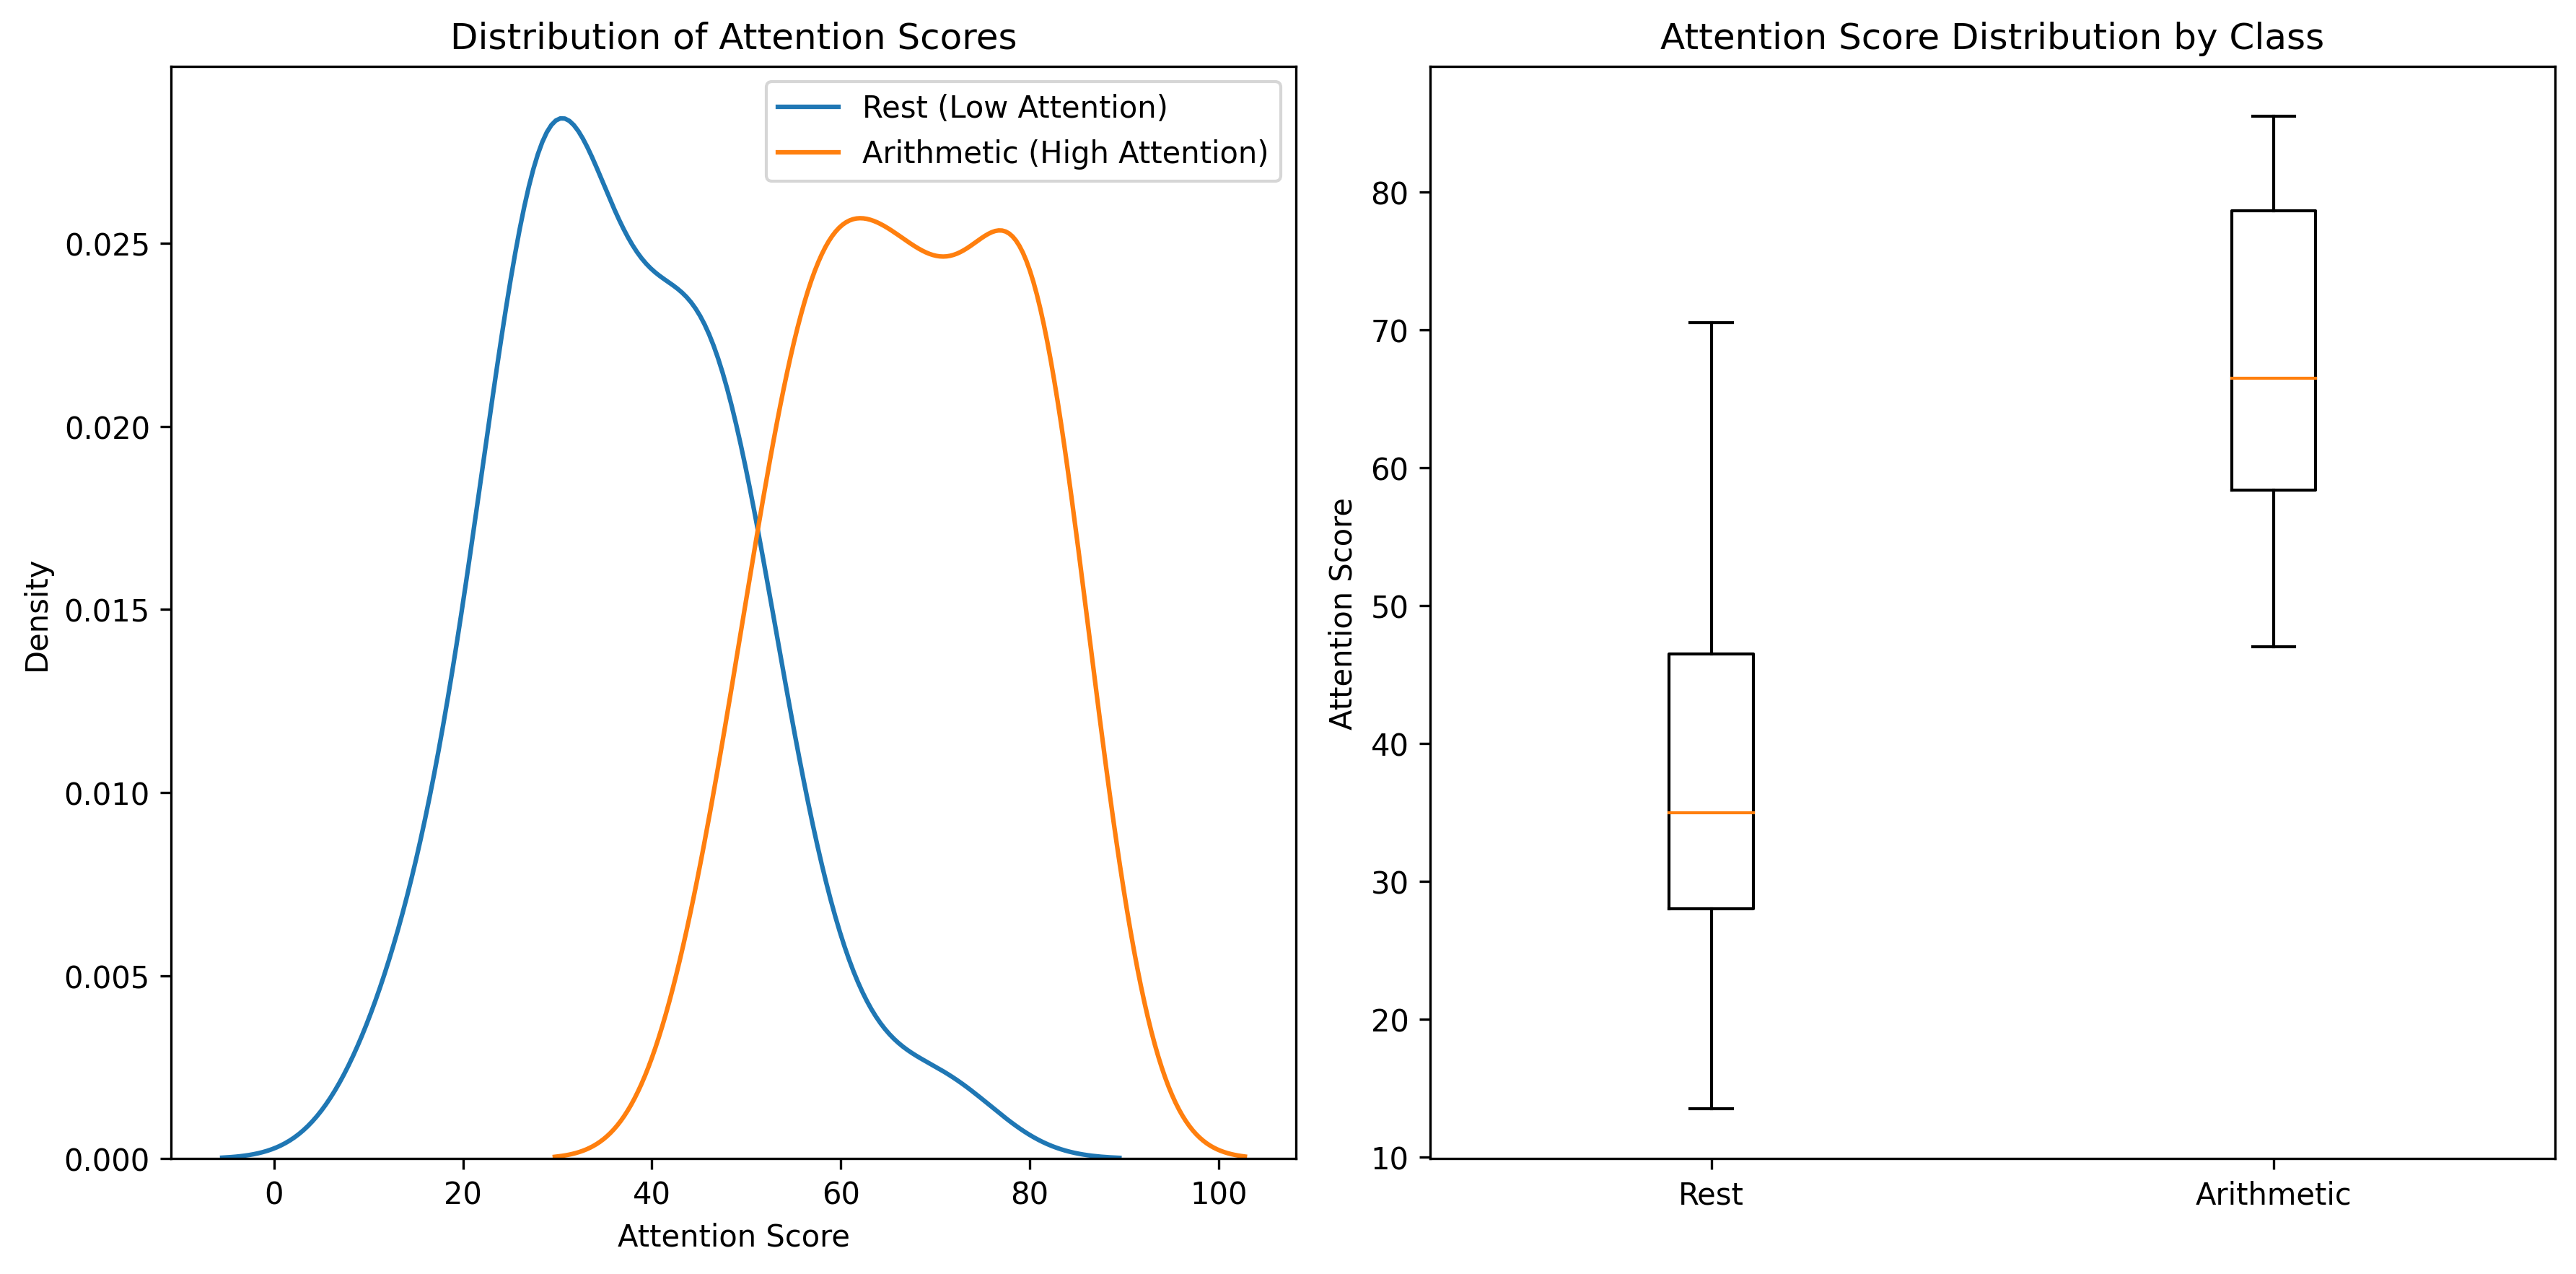 Distribution of Attention Scores
Rest (Low Attention)
Arithmetic (High Attention)
Density
0.025
0.020
0.015
0.010
0.005
0.000
0 20 40 60 80 100
Attention Score
Attention Score Distribution by Class
Attention Score
80
70
60
50
40
30
20
10
Rest Arithmetic